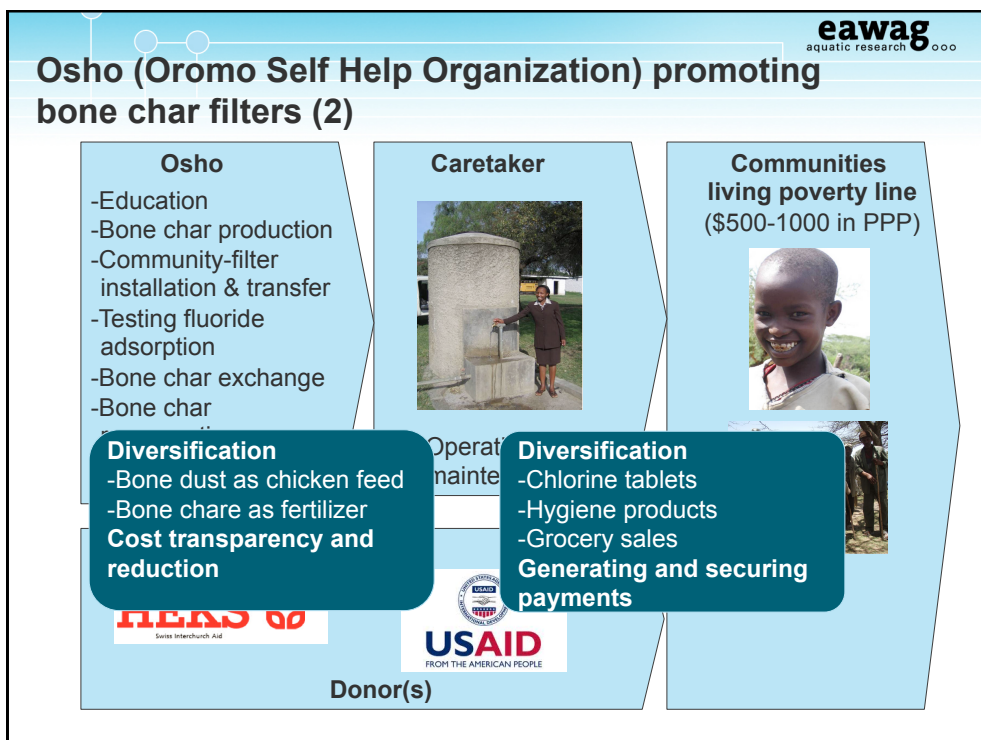 eawag
aquatic research
Osho (Oromo Self Help Organization) promoting
bone char filters (2)
Osho
-Education
-Bone char production
-Community-filter
installation & transfer
-Testing fluoride
adsorption
-Bone char exchange
-Bone char
Caretaker
Communities
living poverty line
($500-1000 in PPP)
Diversification
-Bone dust as chicken feed
-Bone chare as fertilizer
Cost transparency and
reduction
Diversification
-Chlorine tablets
-Hygiene products
-Grocery sales
Generating and securing
payments
HEKS
Swiss Interchurch Aid
USAID
USAID
FROM THE AMERICAN PEOPLE
Donor(s)